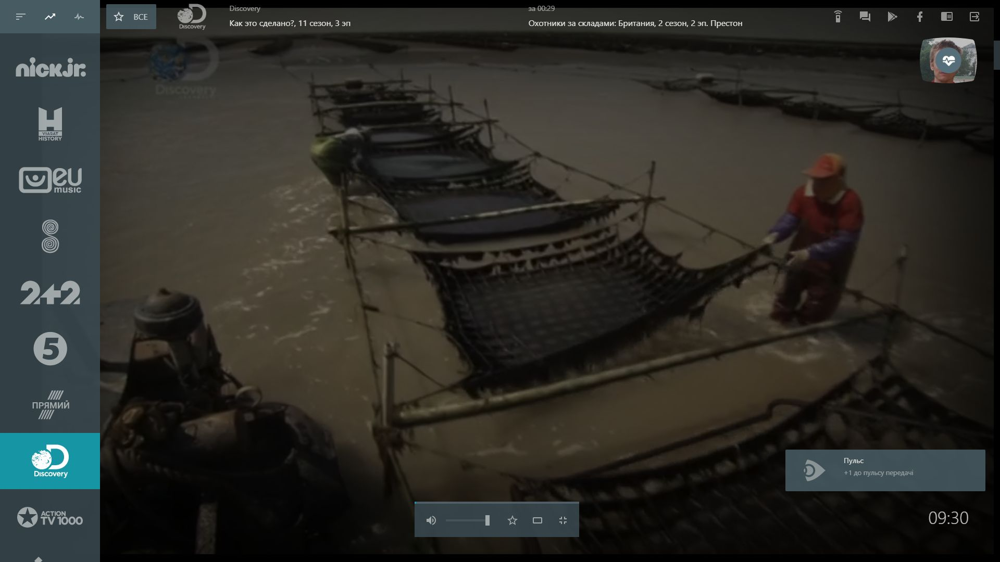 ВСЕ
Discovery
Discovery
Как это сделано?, 11 сезон, 3 эп
за 00:29
Охотники за складами: Британия, 2 сезон, 2 эп. Престон
nick jr.
H
VIASAT
HISTORY
eu
music
2+2
5
ПРЯМИЙ
Discovery
ACTION
TV 1000
Discovery
Пульс
+1 до пульсу передачі
09:30